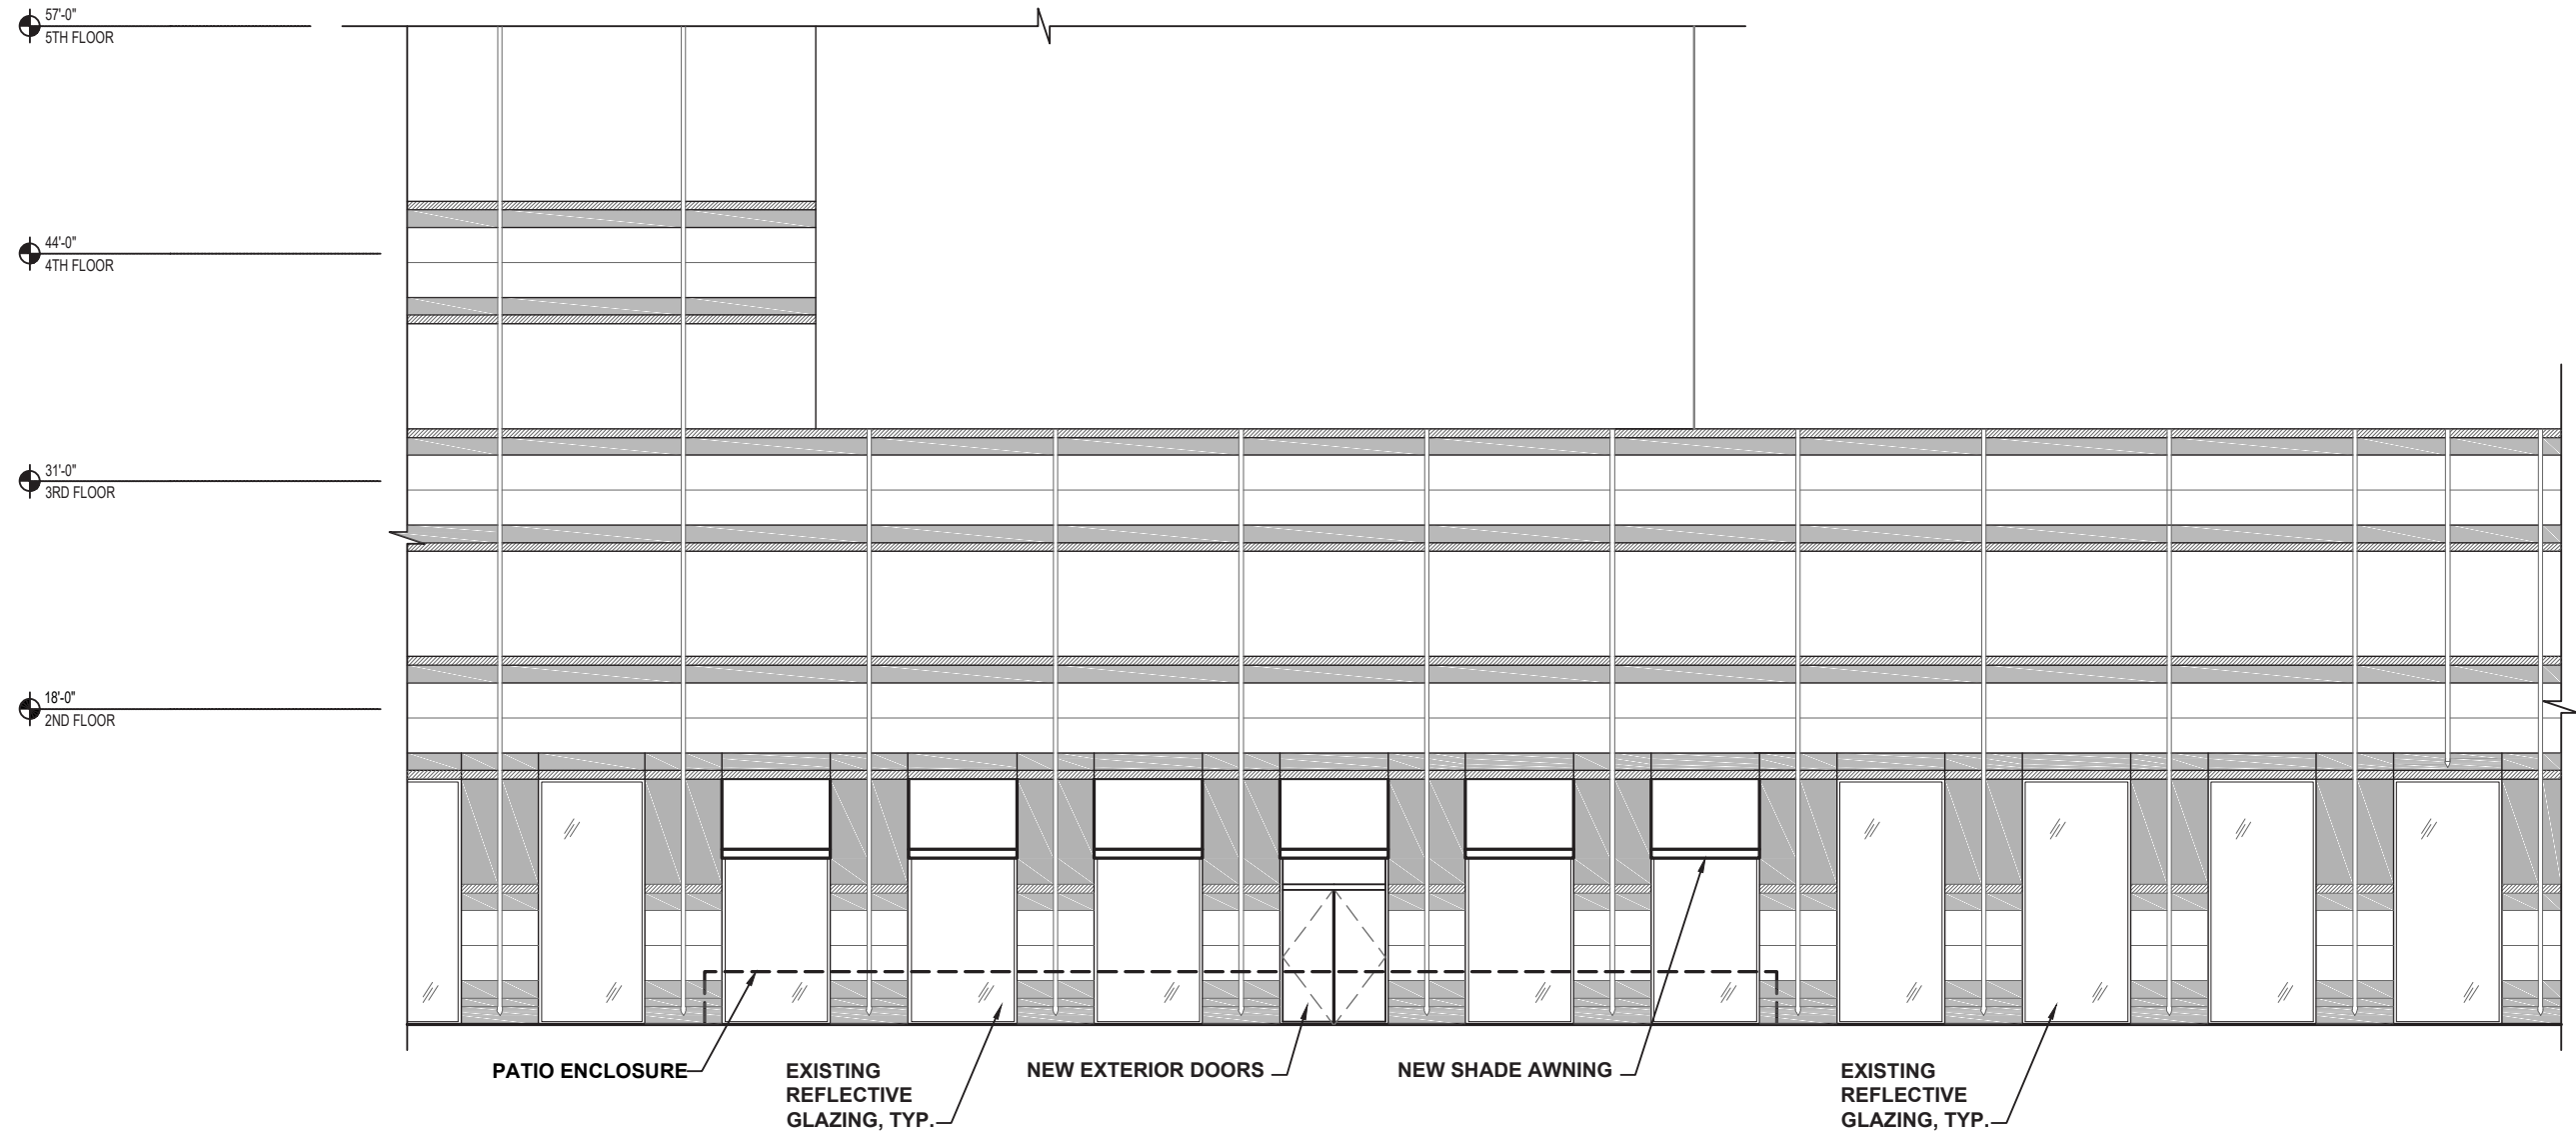 57'-0"
5TH FLOOR
44'-0"
4TH FLOOR
31'-0"
3RD FLOOR
18'-0"
2ND FLOOR
PATIO ENCLOSURE
EXISTING
REFLECTIVE
GLAZING, TYP.
NEW EXTERIOR DOORS
NEW SHADE AWNING
EXISTING
REFLECTIVE
GLAZING, TYP.